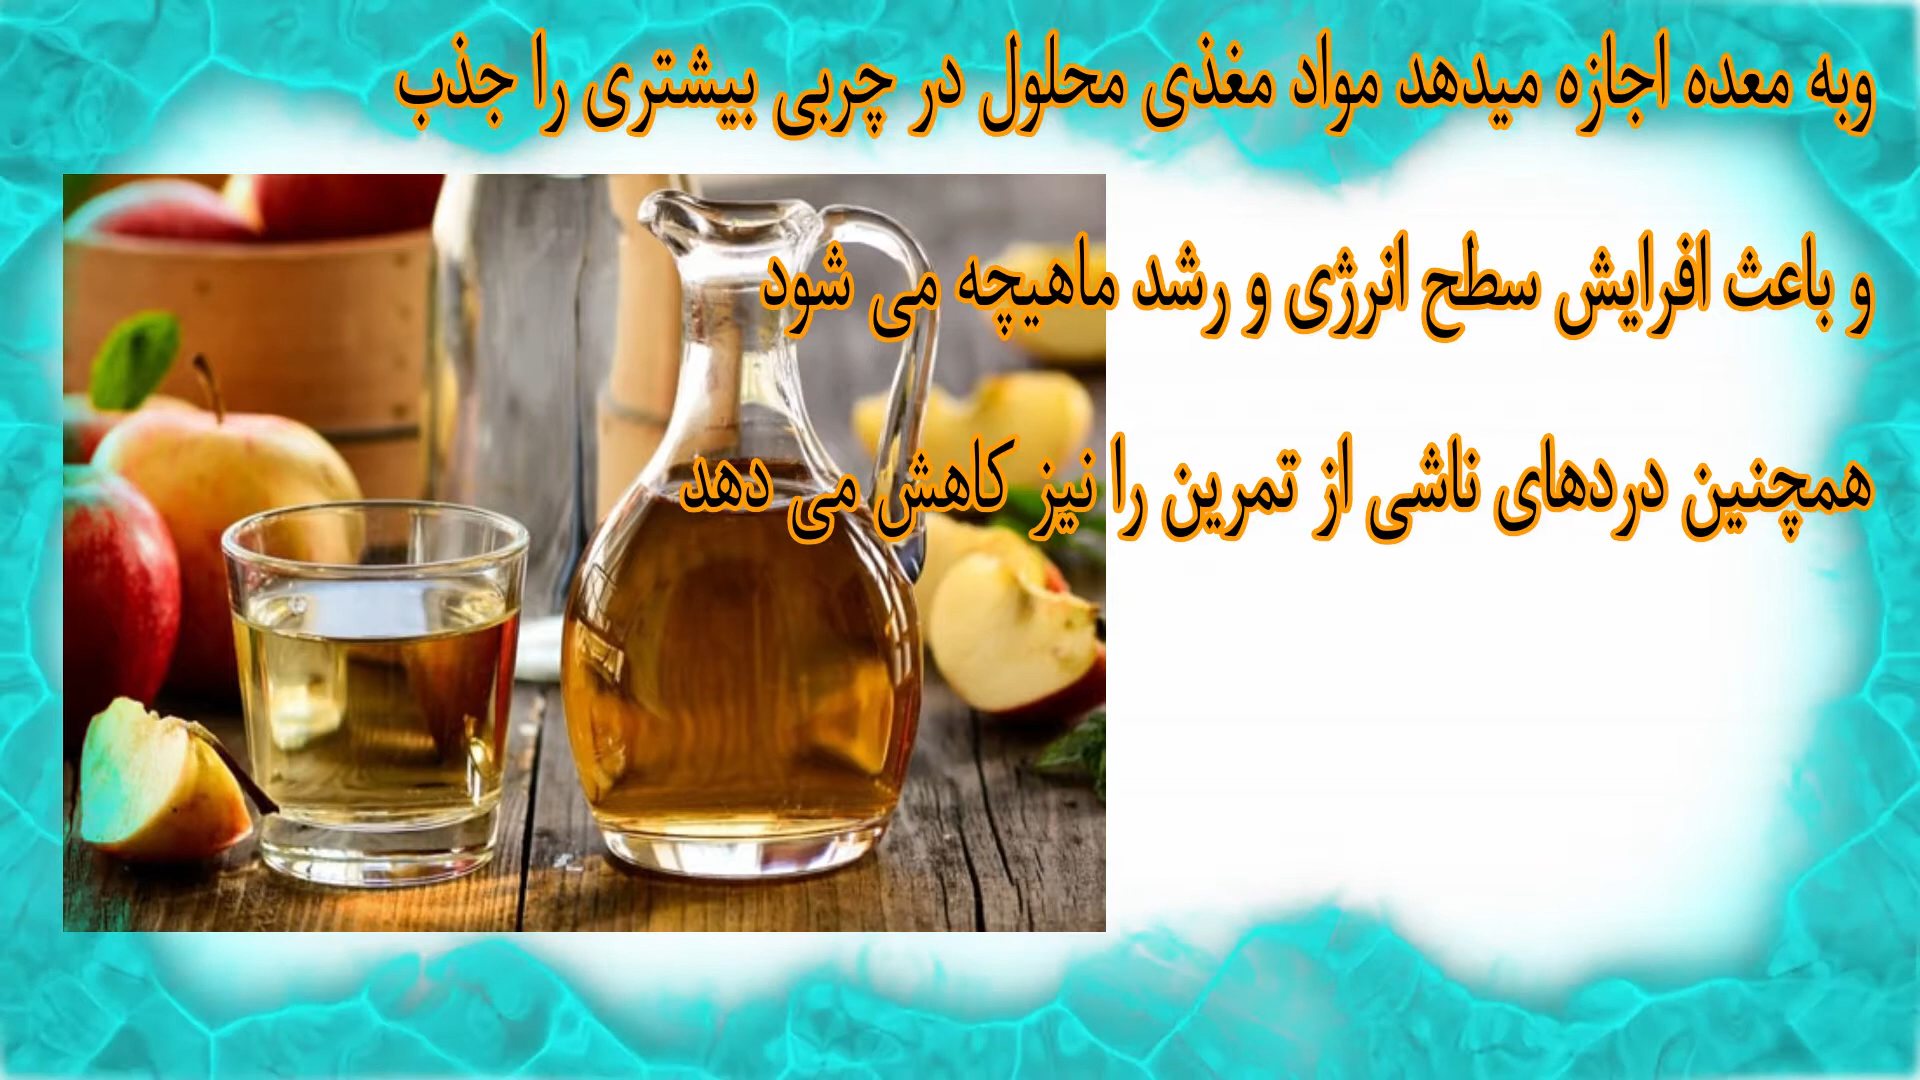 وبه معده اجازه میدهد مواد مغذی محلول در چربی بیشتری را جذب
و باعث افرایش سطح انرژی و رشد ماهیچه می شود
همچنین دردهای ناشی از تمرین را نیز کاهش می دهد